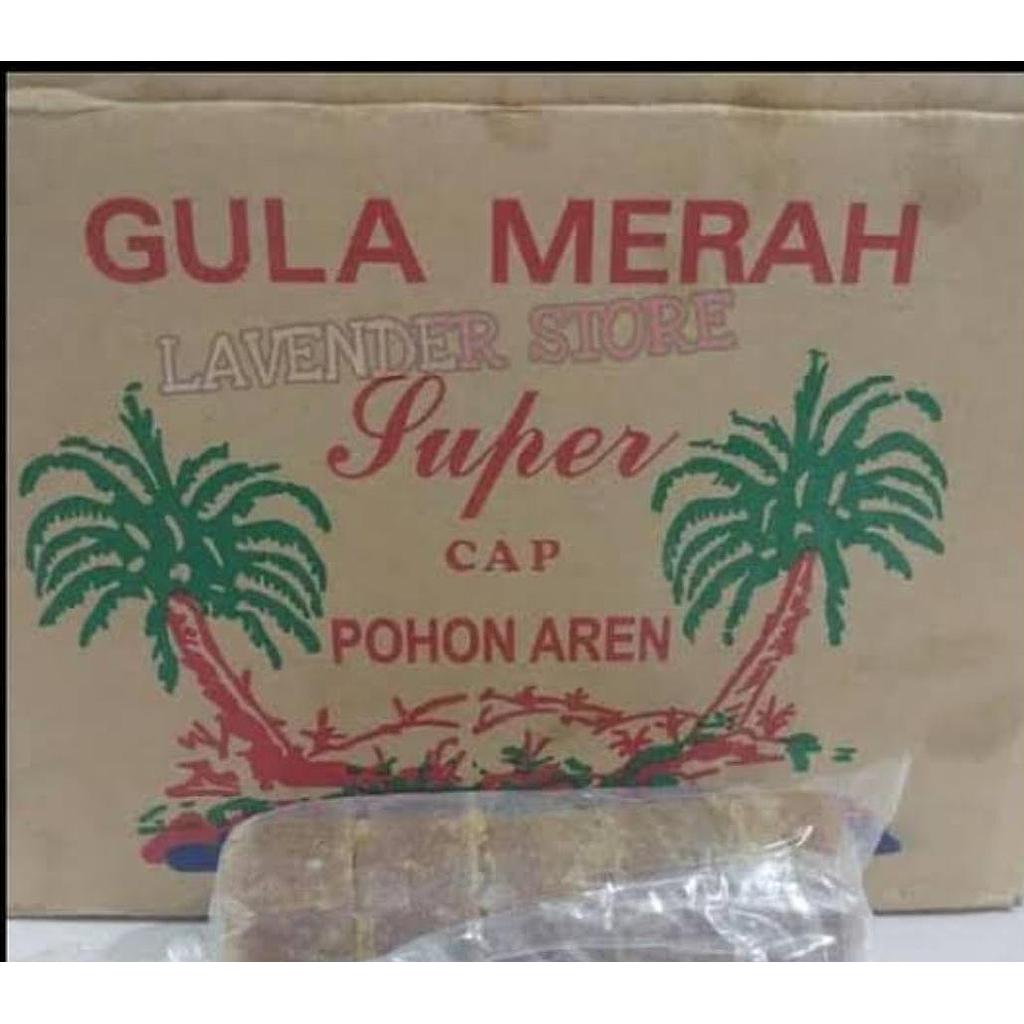 GULA MERAH
LAVENDER STORE
Super
CAP
POHON AREN